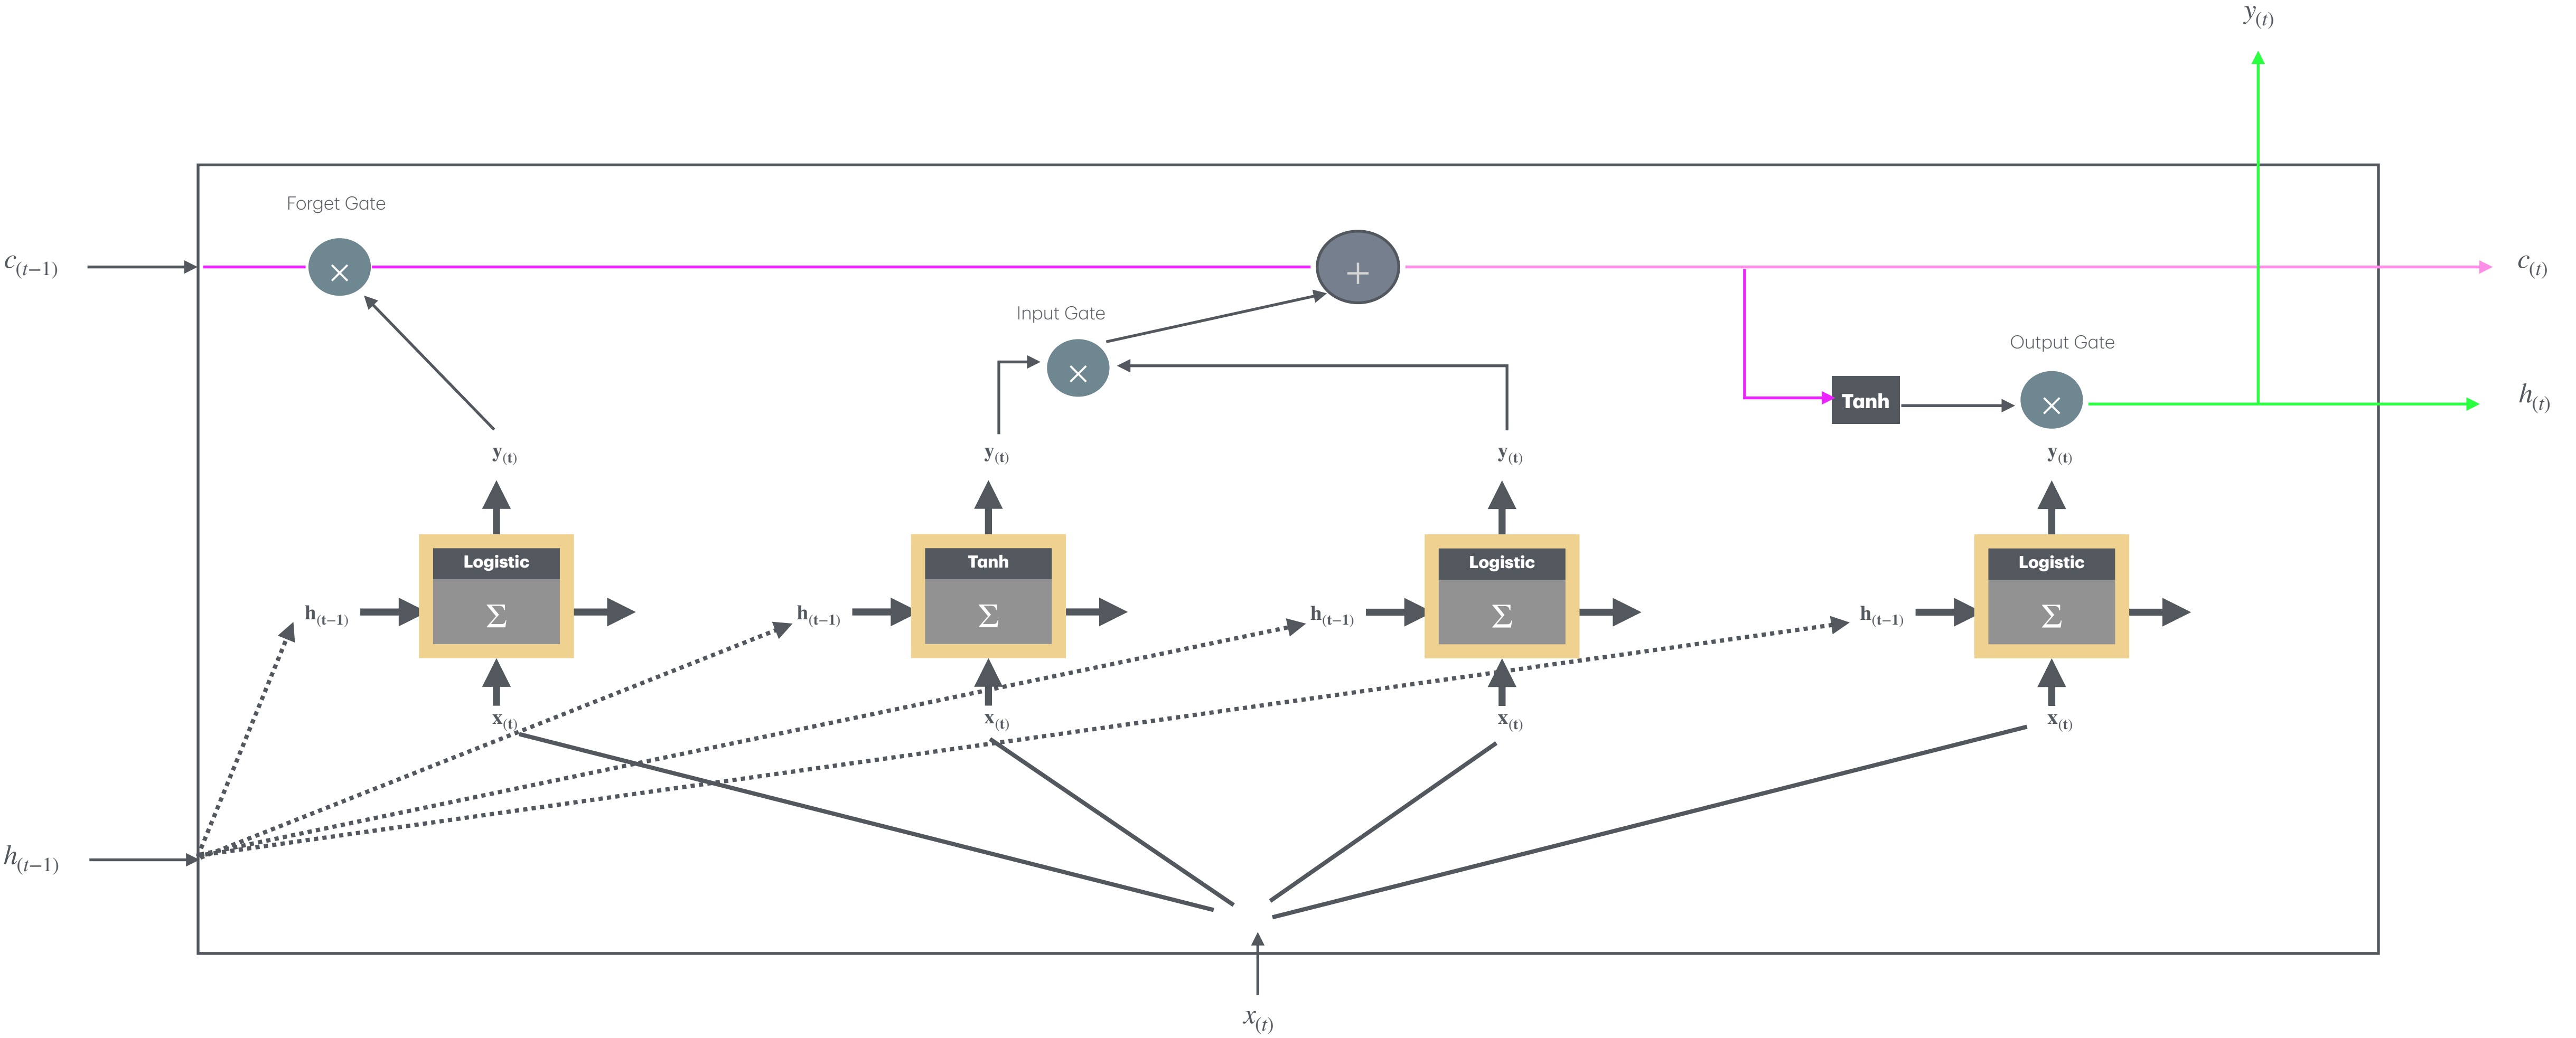 y(t)
Forget Gate
×
c(t−1)
+
c(t)
Input Gate
×
Output Gate
Tanh
×
h(t)
y(t)
y(t)
y(t)
y(t)
Logistic
Σ
h(t−1)
x(t)
Tanh
Σ
h(t−1)
x(t)
Logistic
Σ
h(t−1)
x(t)
Logistic
Σ
h(t−1)
x(t)
h(t−1)
x(t)